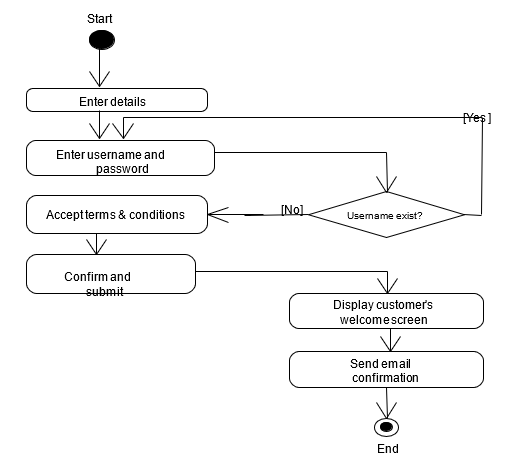 Start
Enter details
[Yes]
Enter username and
password
Accept terms & conditions
[No]
Username exist?
Confirm and
submit
Display customer's
welcome screen
Send email
confirmation
End